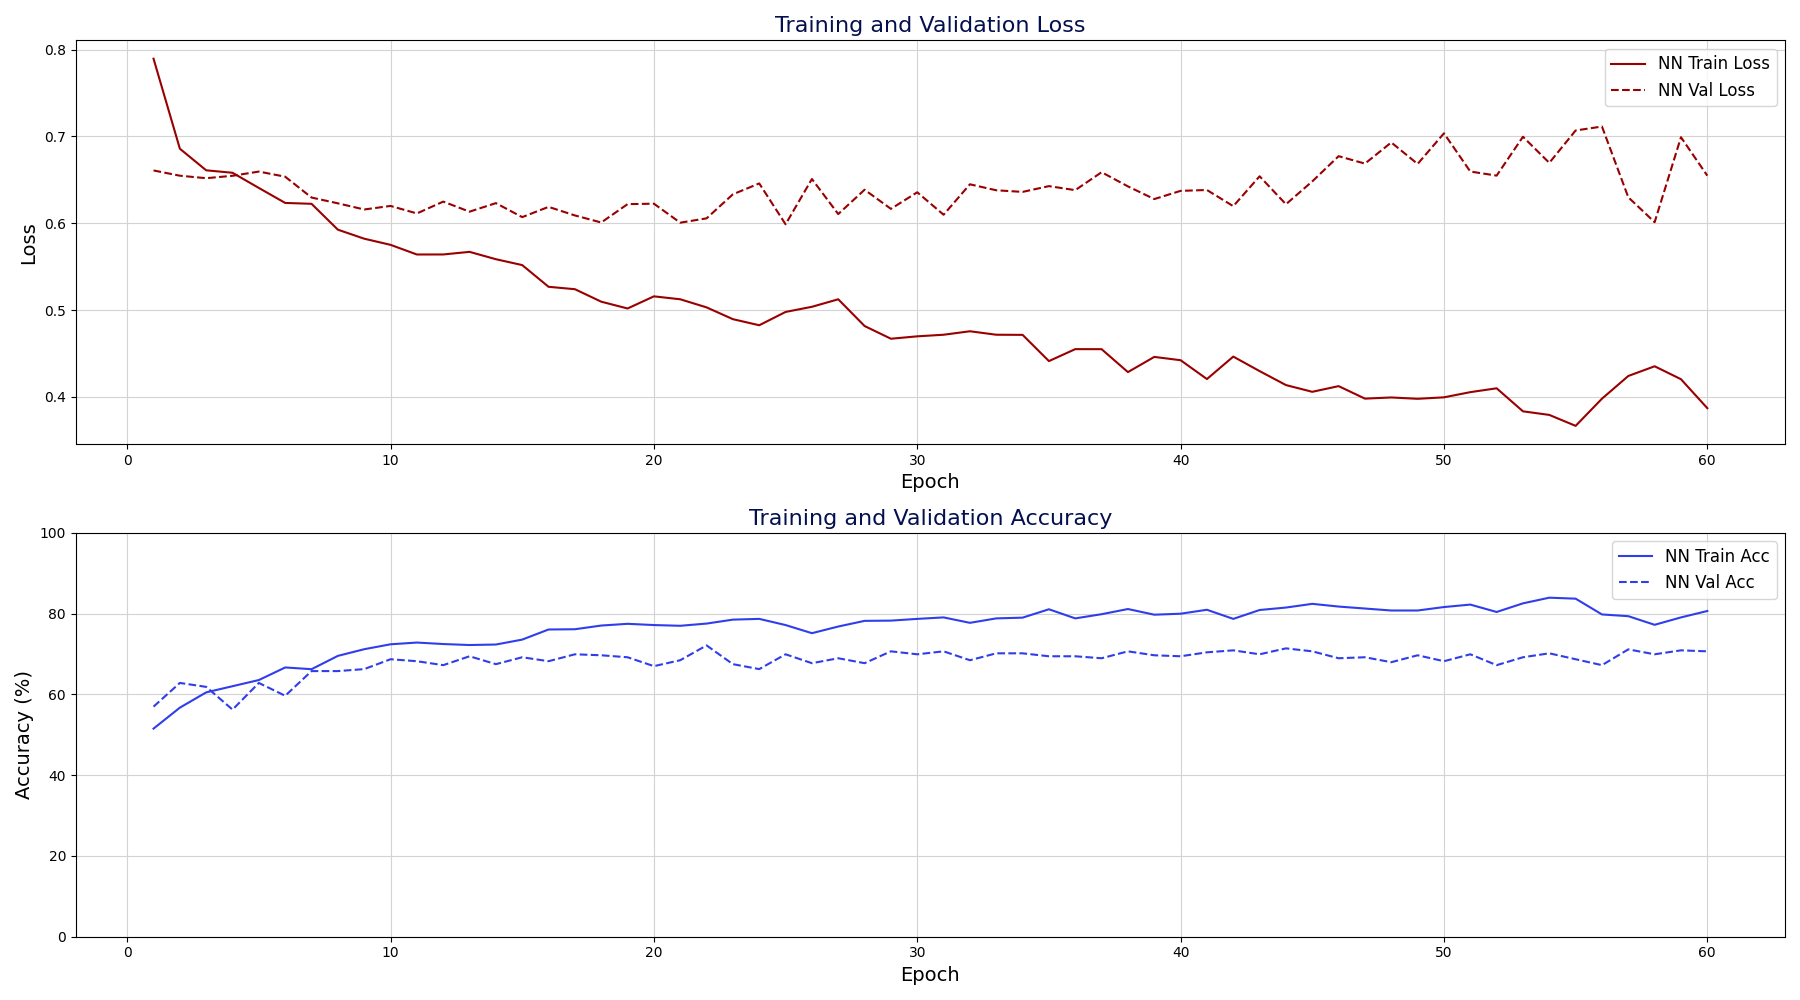 Training and Validation Loss
0.8
0.7
0.6
0.5
0.4
Loss
NN Train Loss
NN Val Loss
0 10 20 30 40 50 60
Epoch
Training and Validation Accuracy
100
80
60
40
20
0
Accuracy (%)
NN Train Acc
NN Val Acc
0 10 20 30 40 50 60
Epoch